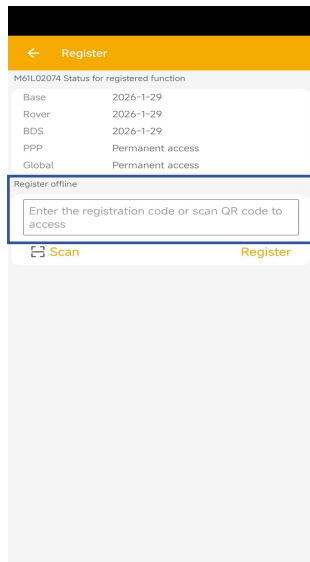 Register
M61L02074 Status for registered function
Base 2026-1-29
Rover 2026-1-29
BDS 2026-1-29
PPP Permanent access
Global Permanent access
Register offline
Enter the registration code or scan QR code to
access
Scan Register